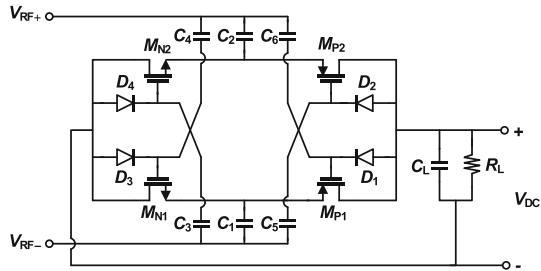 VRF+
C4 C2 C6
MN2 MP2
D4 D2
D3 D1
CL RL
+
VDC
MN1 MP1
C3 C1 C5
VRF−
-